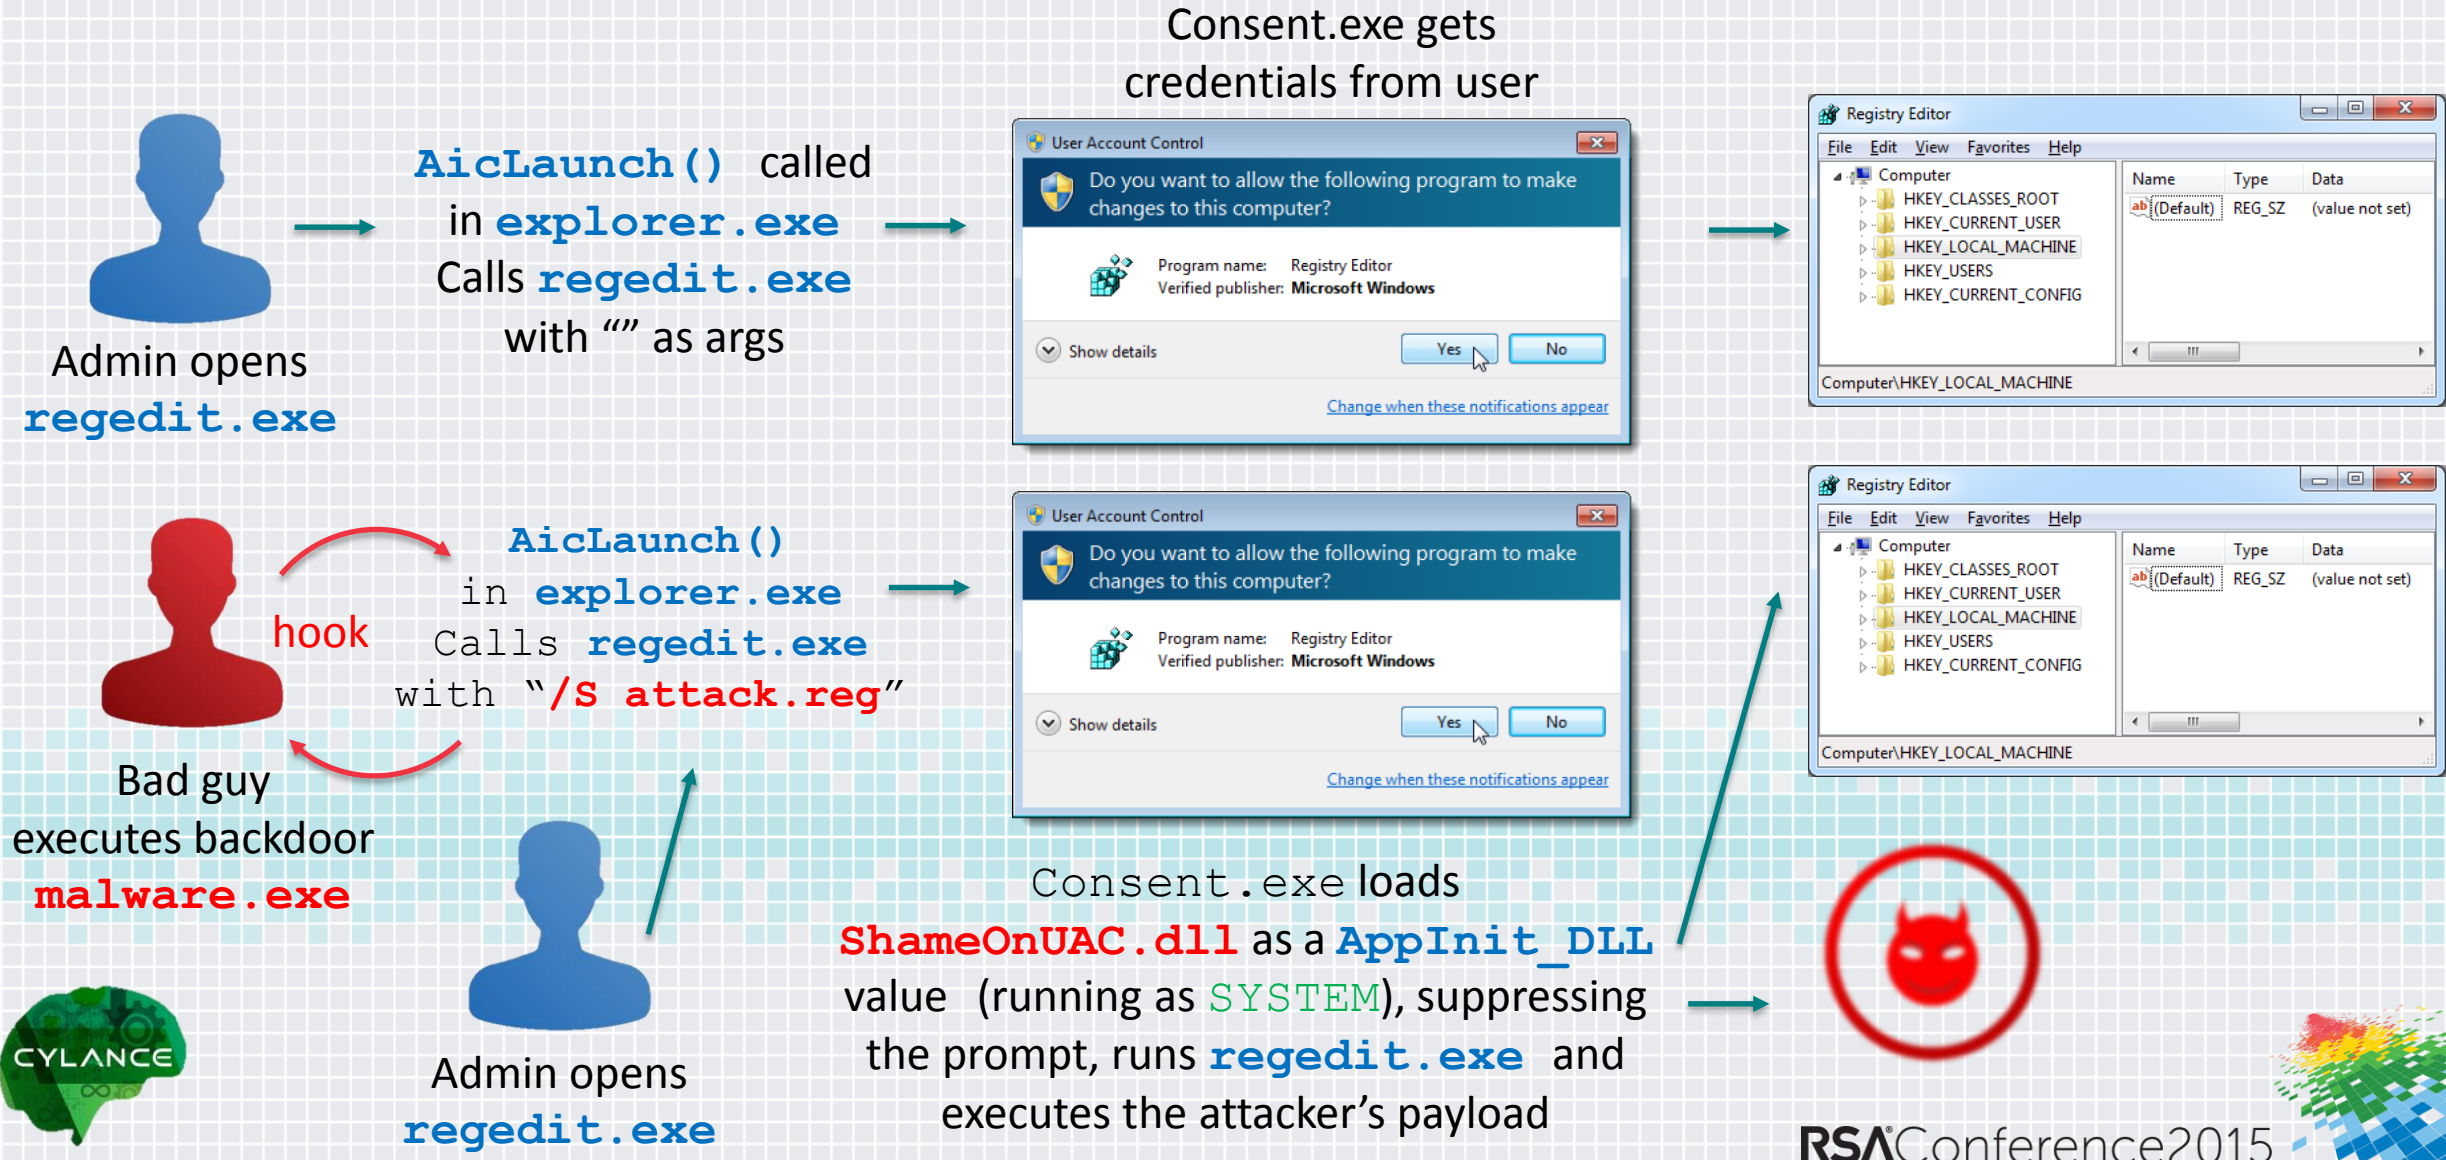 Consent.exe gets
credentials from user
Admin opens
regedit.exe
AicLaunch() called
in explorer.exe
Calls regedit.exe
with “” as args
User Account Control
Do you want to allow the following program to make
changes to this computer?
Program name: Registry Editor
Verified publisher: Microsoft Windows
Show details
Yes
No
Change when these notifications appear
Registry Editor
File Edit View Favorites Help
Computer
HKEY_CLASSES_ROOT
HKEY_CURRENT_USER
HKEY_LOCAL_MACHINE
HKEY_USERS
HKEY_CURRENT_CONFIG
Name Type Data
ab (Default) REG_SZ (value not set)
Computer\HKEY_LOCAL_MACHINE
hook
Bad guy
executes backdoor
malware.exe
AicLaunch()
in explorer.exe
Calls regedit.exe
with “/S attack.reg”
Admin opens
regedit.exe
User Account Control
Do you want to allow the following program to make
changes to this computer?
Program name: Registry Editor
Verified publisher: Microsoft Windows
Show details
Yes
No
Change when these notifications appear
Consent.exe loads
ShameOnUAC.dll as a AppInit_DLL
value (running as SYSTEM), suppressing
the prompt, runs regedit.exe and
executes the attacker’s payload
Registry Editor
File Edit View Favorites Help
Computer
HKEY_CLASSES_ROOT
HKEY_CURRENT_USER
HKEY_LOCAL_MACHINE
HKEY_USERS
HKEY_CURRENT_CONFIG
Name Type Data
ab (Default) REG_SZ (value not set)
Computer\HKEY_LOCAL_MACHINE
CYLANCE
RSA Conference2015